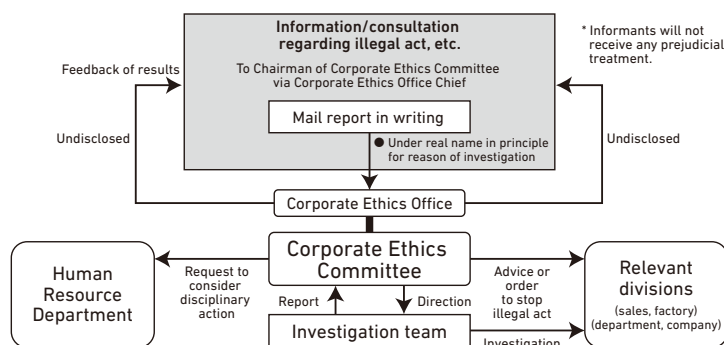 Information/consultation
regarding illegal act, etc.
* Informants will not
receive any prejudicial
treatment.
Feedback of results
To Chairman of Corporate Ethics Committee
via Corporate Ethics Office Chief
Mail report in writing
Undisclosed
● Under real name in principle
for reason of investigation
Undisclosed
Corporate Ethics Office
Corporate Ethics
Committee
Human
Resource
Department
Request to
consider
disciplinary
action
Report
Direction
Advice or
order
to stop
illegal act
Relevant
divisions
(sales, factory)
(department, company)
Investigation team
Investigation